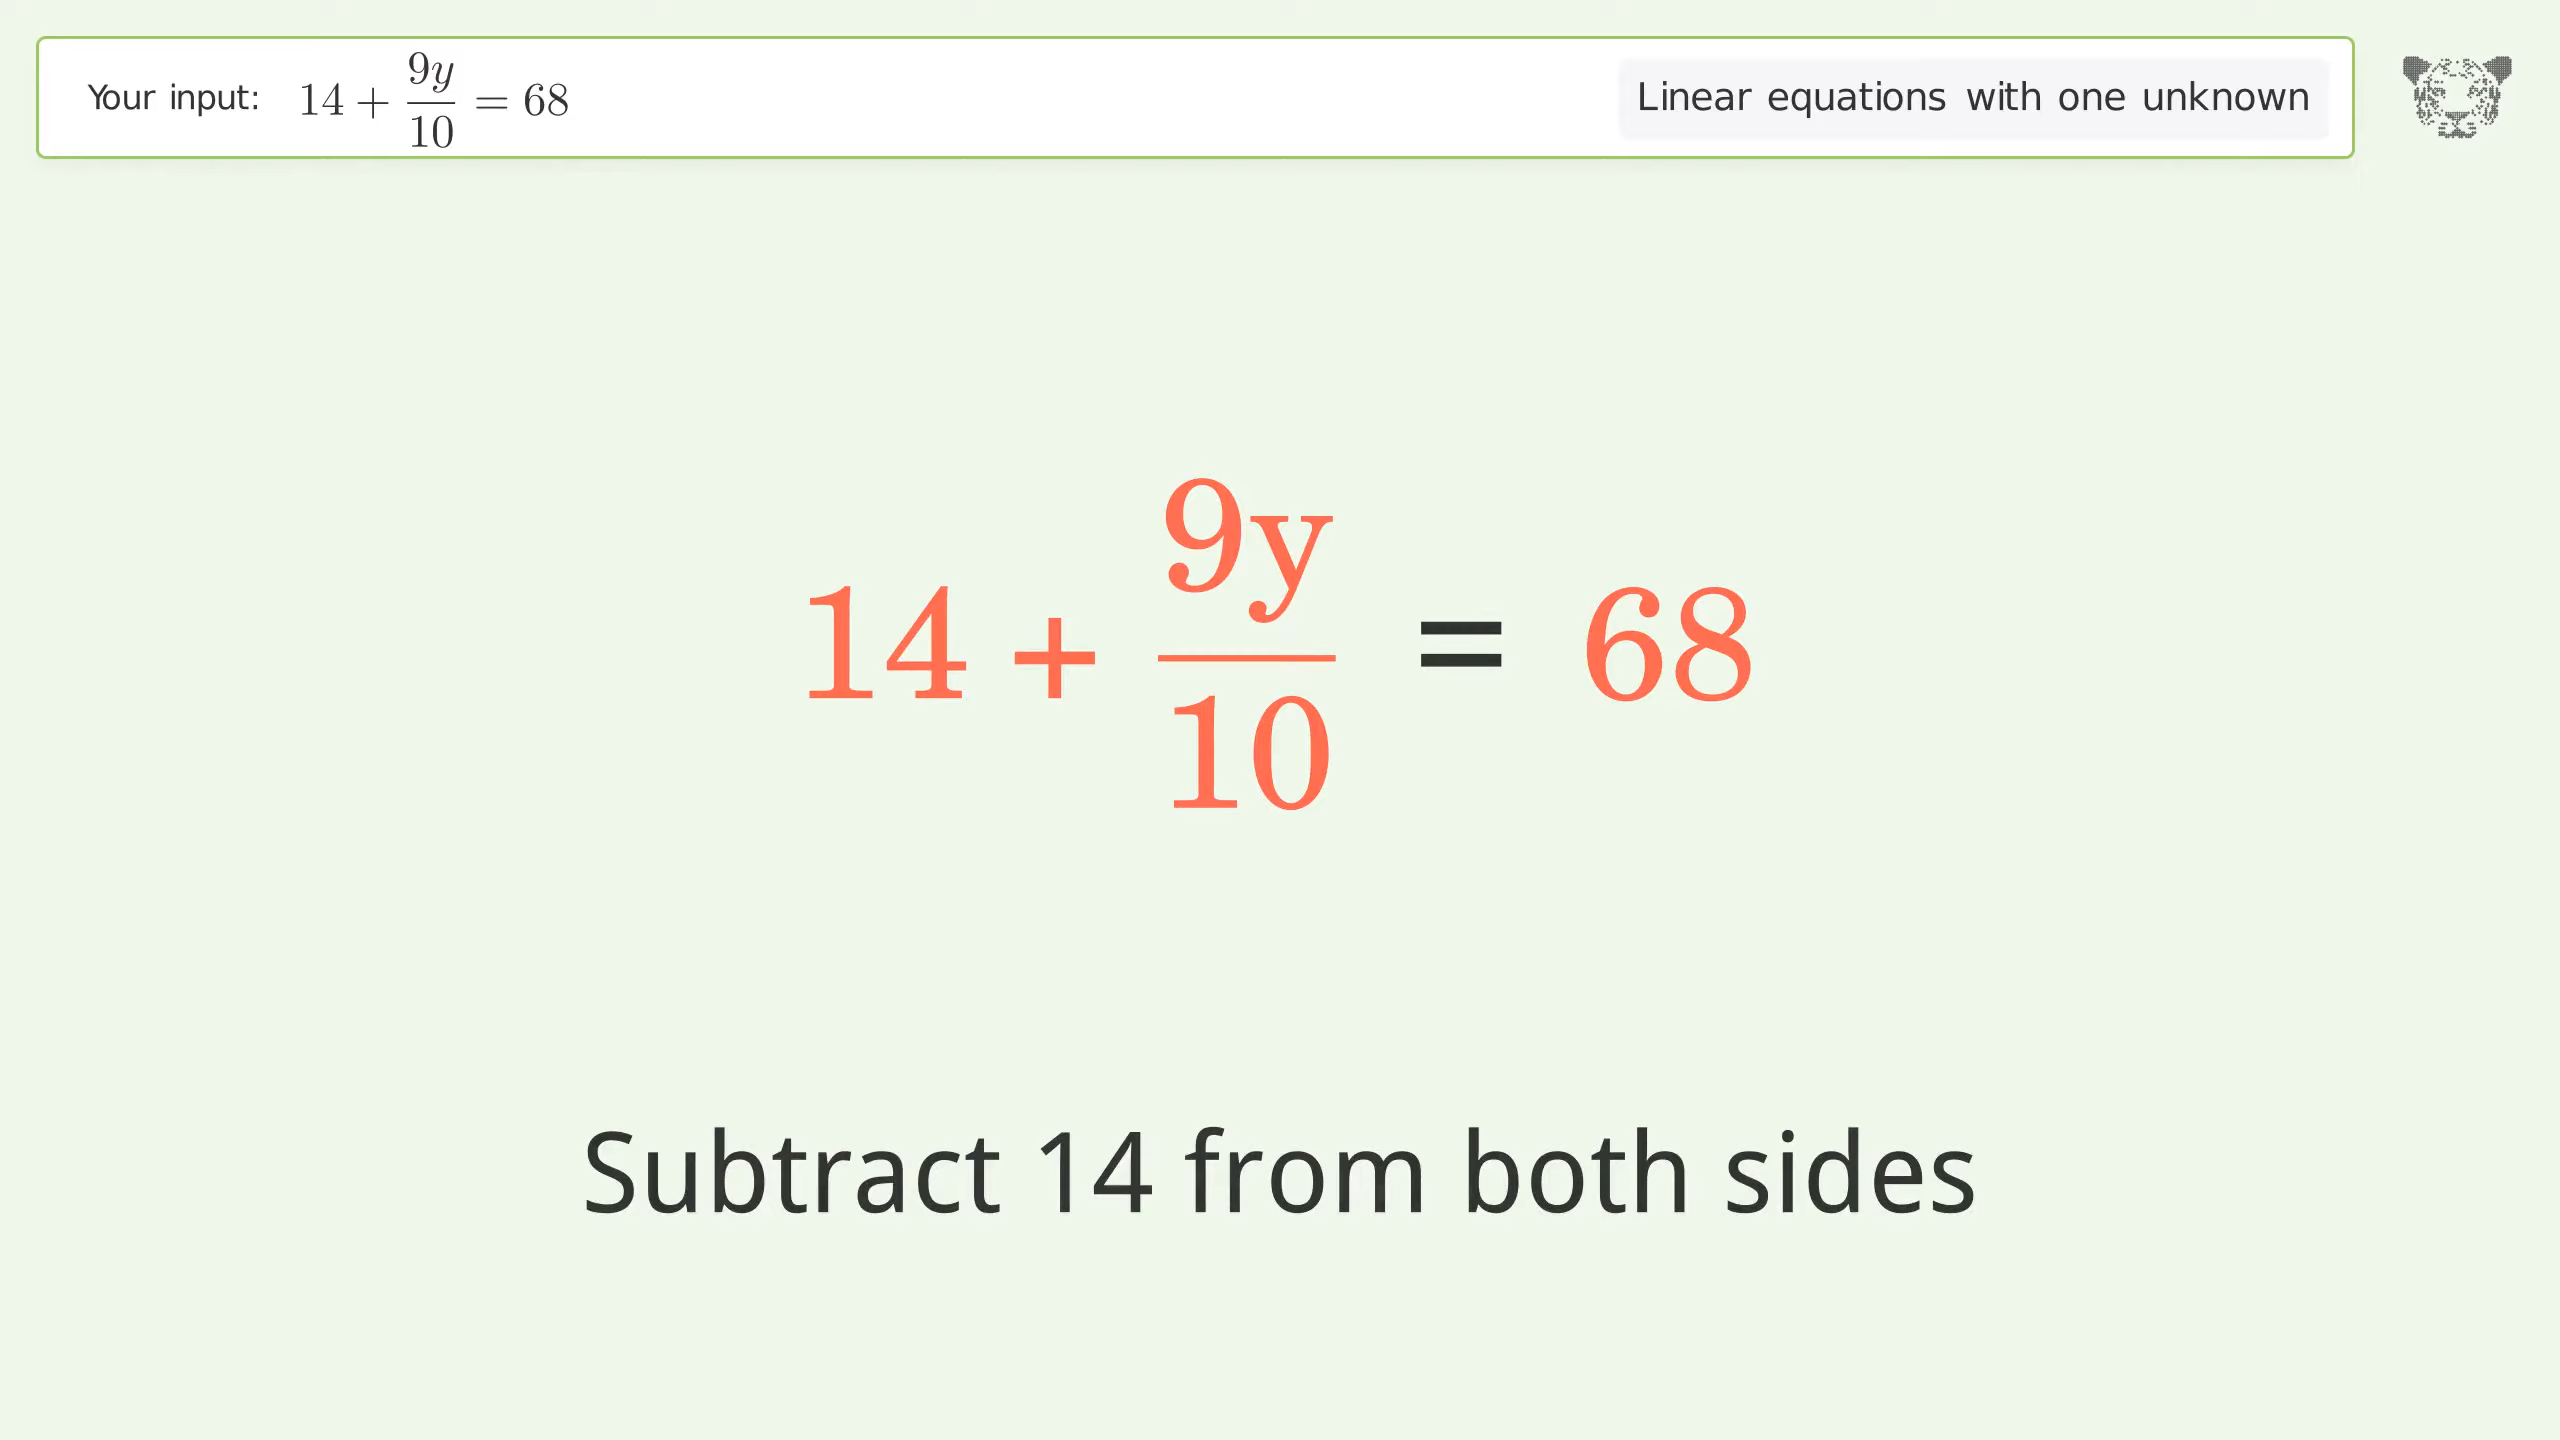 Your input: 14 + 9y/10 = 68
Linear equations with one unknown
14 + 9y/10 = 68
Subtract 14 from both sides